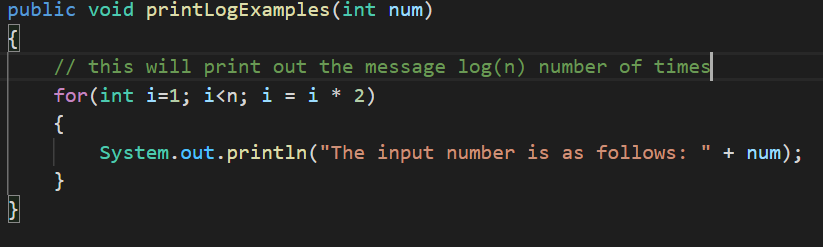 public void printLogExamples(int num)
{
// this will print out the message log(n) number of times
for(int i=1; i<n; i = i * 2)
{
System.out.println("The input number is as follows: " + num);
}
}